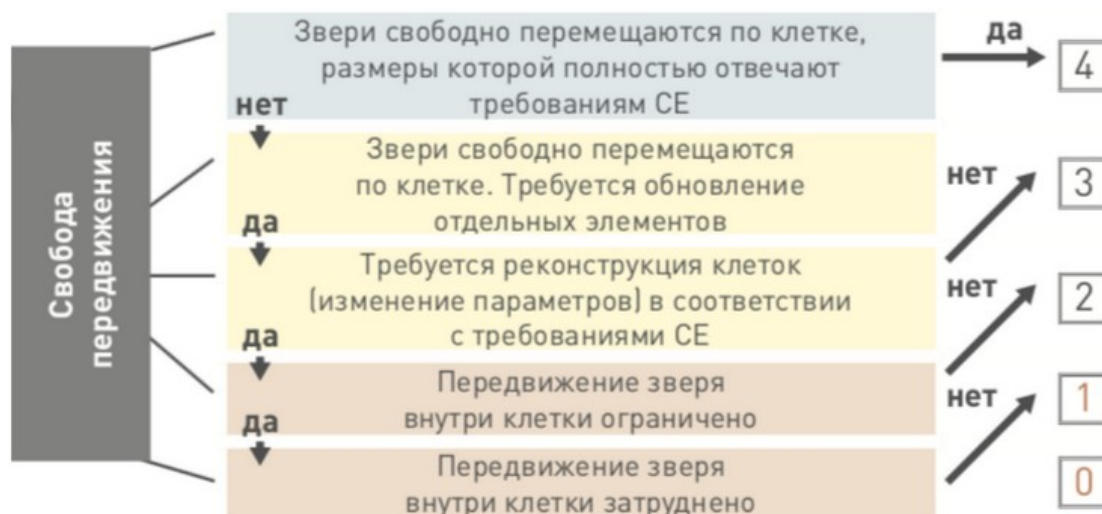 Свобода
передвижения
Звери свободно перемещаются по клетке,
размеры которой полностью отвечают
требованиям СЕ
да
4
нет
Звери свободно перемещаются
по клетке. Требуется обновление
отдельных элементов
нет
3
да
Требуется реконструкция клеток
(изменение параметров) в соответствии
с требованиями СЕ
нет
2
да
Передвижение зверя
внутри клетки ограничено
нет
1
да
Передвижение зверя
внутри клетки затруднено
0